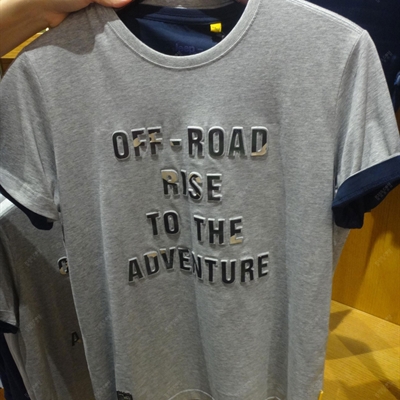 OFF-ROAD
RISE
TO THE
ADVENTURE